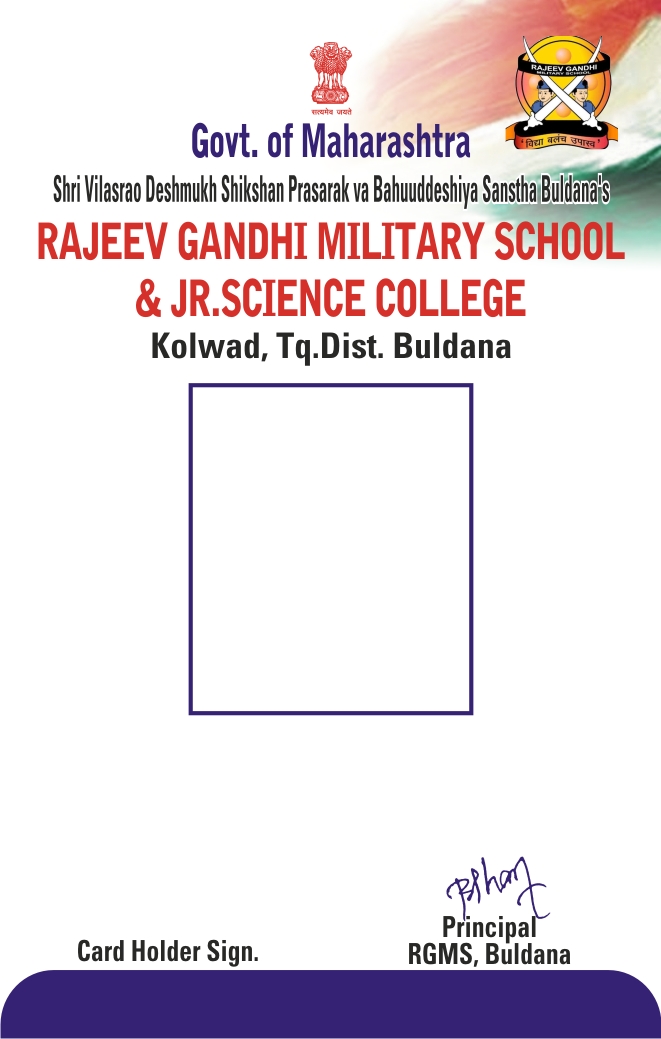 सत्यमेव जयते
RAJEEV GANDHI
MILITARY SCHOOL
'विद्या बलंच उपास्व'
Govt. of Maharashtra
Shri Vilasrao Deshmukh Shikshan Prasarak va Bahuuddeshiya Sanstha Buldana's
RAJEEV GANDHI MILITARY SCHOOL
& JR.SCIENCE COLLEGE
Kolwad, Tq.Dist. Buldana
Principal
Card Holder Sign.
RGMS, Buldana